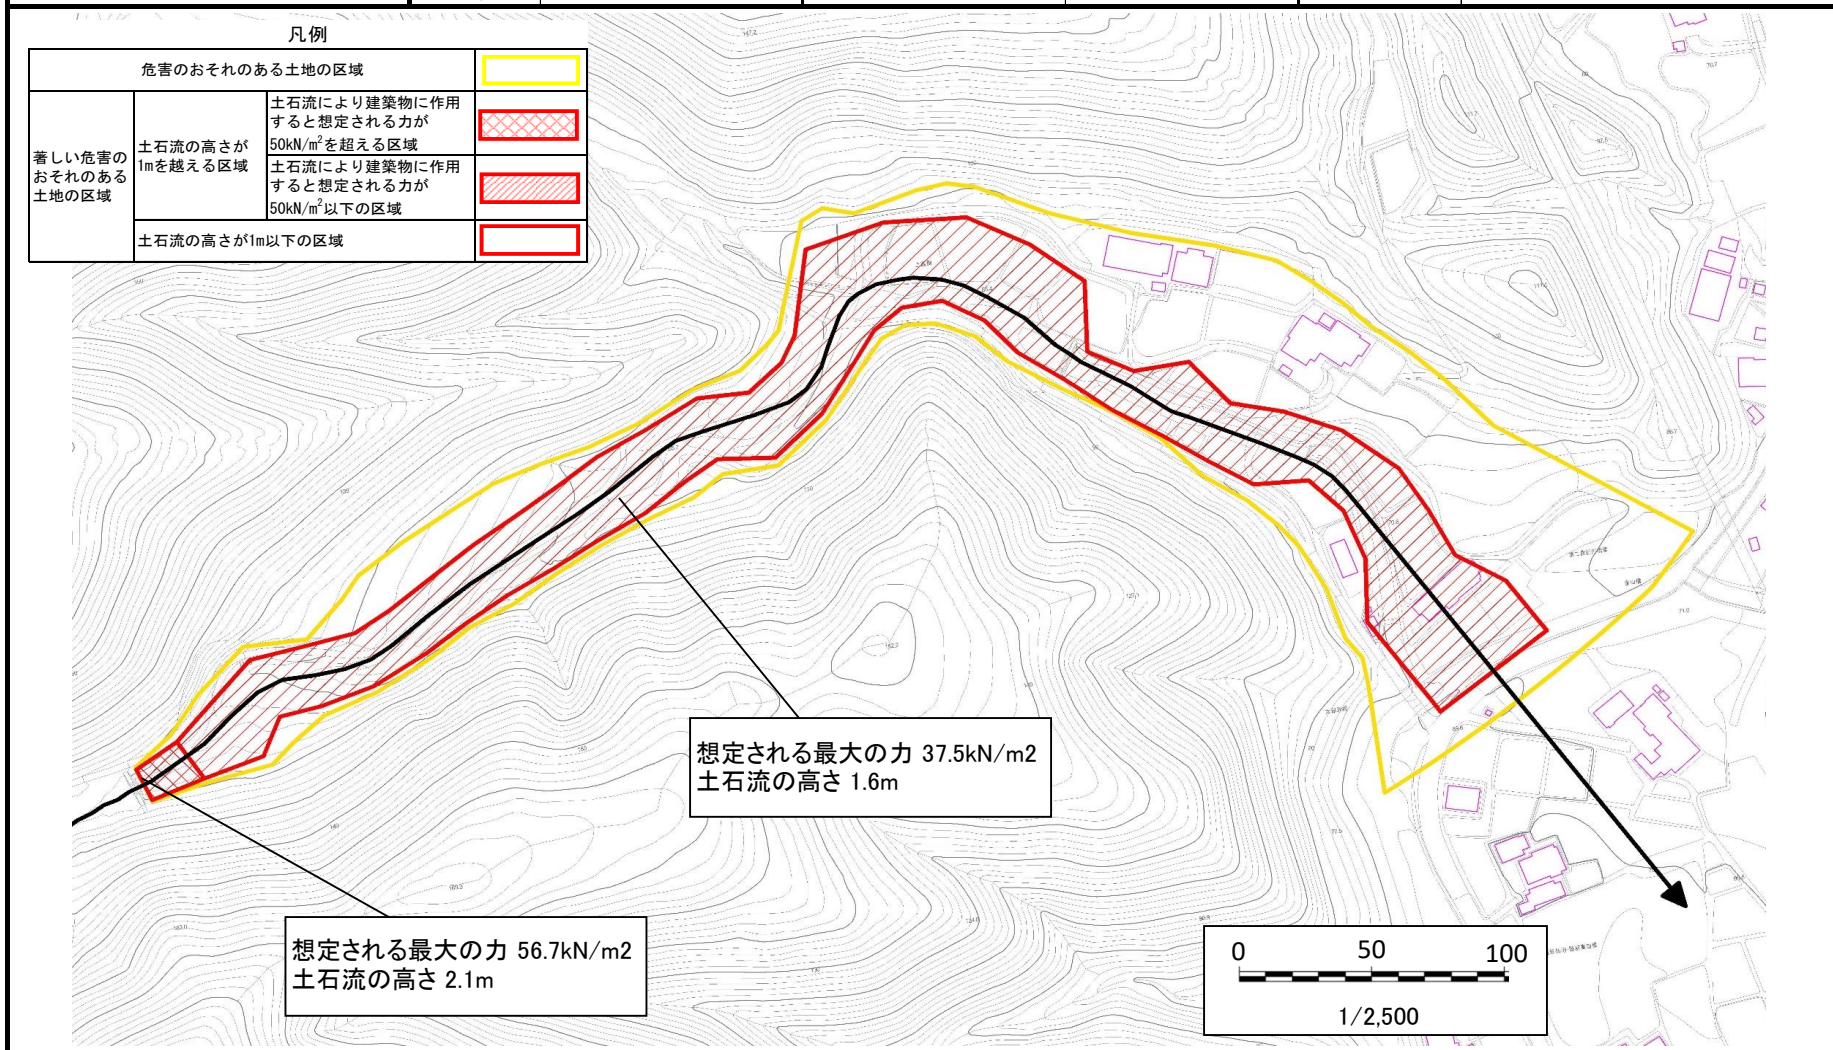 凡例
危害のおそれのある土地の区域
著しい危害の
おそれのある
土地の区域
土石流の高さが
1mを越える区域
土石流により建築物に作用
すると想定される力が
50kN/m²を超える区域
土石流により建築物に作用
すると想定される力が
50kN/m²以下の区域
土石流の高さが1m以下の区域
想定される最大の力 37.5kN/m2
土石流の高さ 1.6m
想定される最大の力 56.7kN/m2
土石流の高さ 2.1m
0 50 100
1/2,500